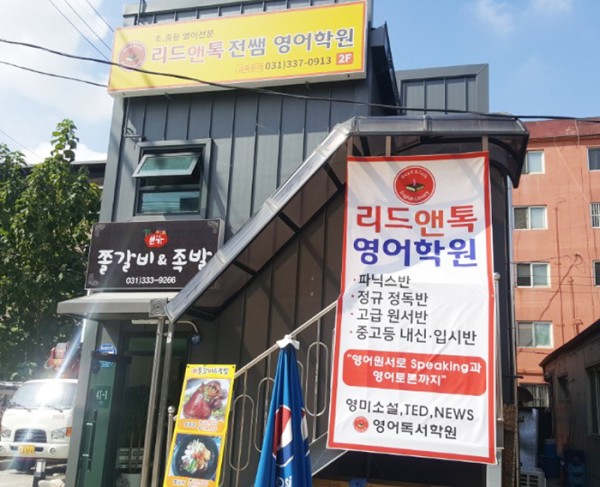 초.중등 영어전문
리드앤톡전쌤 영어학원
031)337-0913
2F
쫄갈비&족발
031)333-9266
Read & Talk
English Library
리드앤톡
영어학원
· 파닉스반
· 정규 정독반
· 고급 원서반
· 중고등 내신·입시반
"영어원서로 Speaking과
영어토론까지"
영미소설,TED,NEWS
영어독서학원